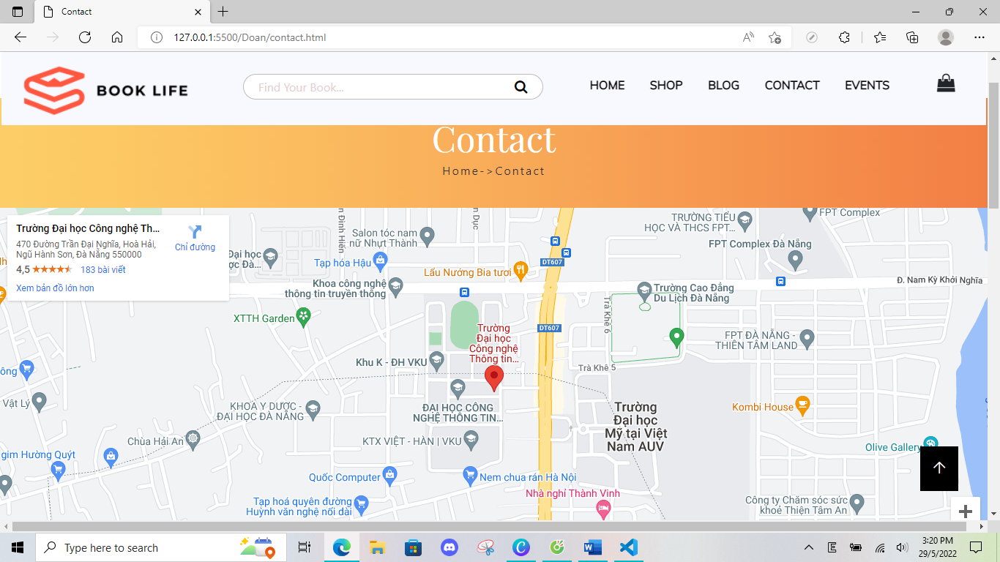 Contact
127.0.0.1:5500/Doan/contact.html
BOOK LIFE
Find Your Book...
HOME
SHOP
BLOG
CONTACT
EVENTS
Contact
Home->Contact
Trường Đại học Công nghệ Th...
470 Đường Trần Đại Nghĩa, Hoà Hải,
Ngũ Hành Sơn, Đà Nẵng 550000
4,5
183 bài viết
Xem bản đồ lớn hơn
Chỉ đường
Salon tóc nam
nữ Nhựt Thành
Tạp hóa Hậu
Lẩu Nướng Bia tươi
DT607
TRƯỜNG TIỂU
HỌC VÀ THCS FPT...
FPT Complex
FPT Complex Đà Nẵng
Đ. Nam Kỳ Khởi Nghĩa
Khoa công nghệ
thông tin truyền thông
Trường Cao Đẳng
Du Lịch Đà Nẵng
Trà Khê 6
XTTH Garden
DT607
Trường
Đại học
Công nghệ
Thông tin...
FPT ĐÀ NẴNG -
THIÊN TÂM LAND
Khu K - ĐH VKU
Trà Khê 5
Vật Lý
KHOA Y DƯỢC -
ĐẠI HỌC ĐÀ NẴNG
ĐẠI HỌC CÔNG
NGHỆ THÔNG TIN...
Trường
Đại học
Mỹ tại Việt
Nam AUV
Kombi House
Chùa Hải An
KTX VIỆT - HÀN | VKU
Olive Gallery
gim Hường Quýt
Quốc Computer
Nem chua rán Hà Nội
Nhà nghỉ Thành Vinh
Tạp hoá quyên đường
Huỳnh văn nghệ nối dài
Công ty Chăm sóc sức
khoẻ Thiện Tâm An
Type here to search
3:20 PM
29/5/2022